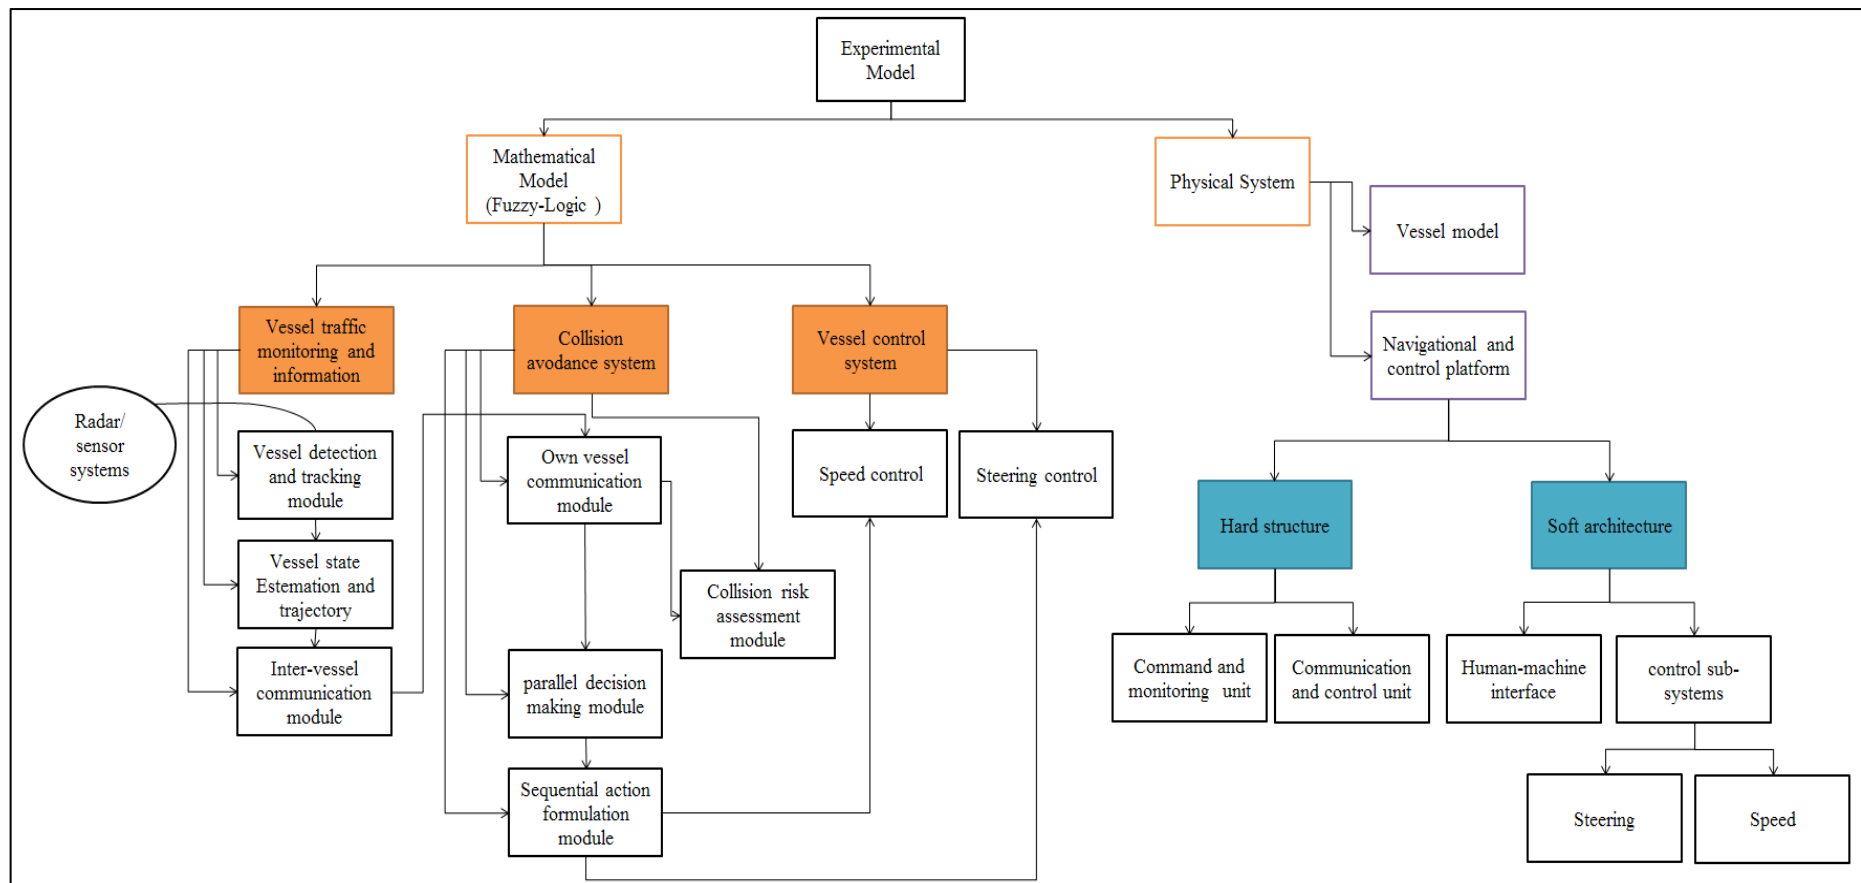 Experimental
Model
Mathematical
Model
(Fuzzy-Logic )
Physical System
Vessel model
Vessel traffic
monitoring and
information
Collision
avodance system
Vessel control
system
Navigational and
control platform
Radar/
sensor
systems
Vessel detection
and tracking
module
Own vessel
communication
module
Speed control
Steering control
Hard structure
Soft architecture
Vessel state
Estemation and
trajectory
Collision risk
assessment
module
Inter-vessel
communication
module
parallel decision
making module
Command and
monitoring unit
Communication
and control unit
Human-machine
interface
control sub-
systems
Sequential action
formulation
module
Steering
Speed